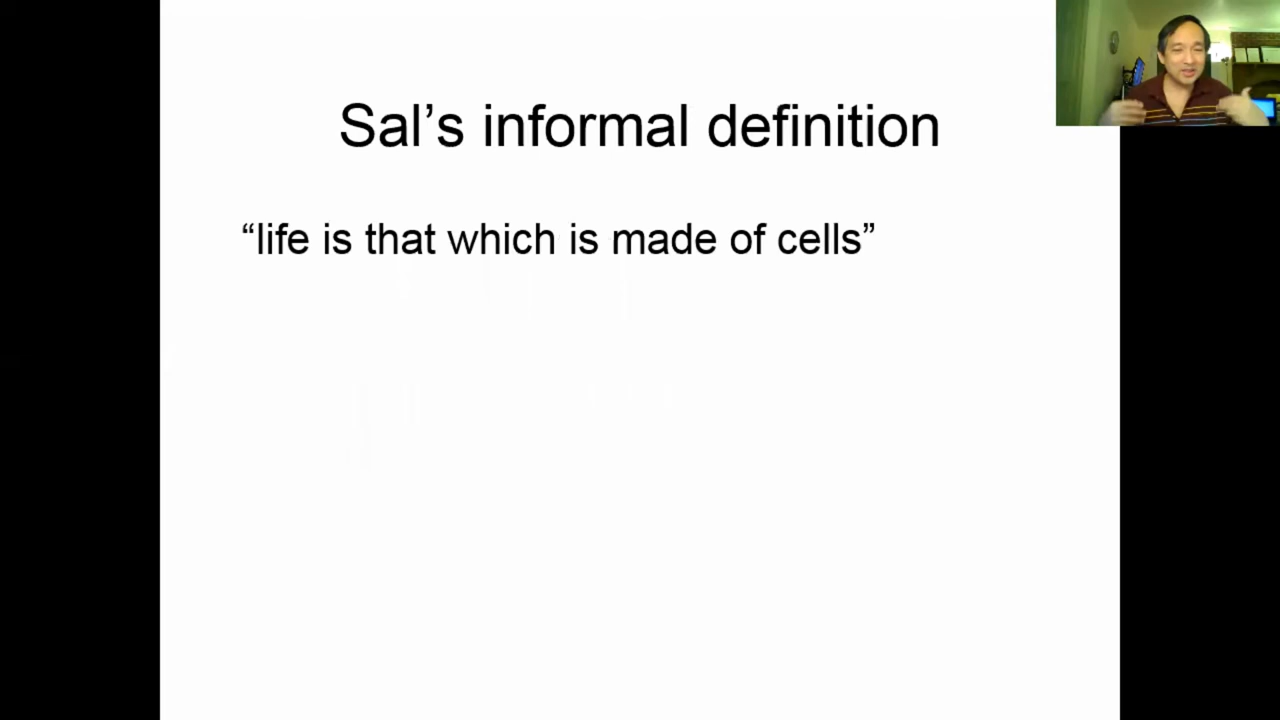 Sal’s informal definition
“life is that which is made of cells”